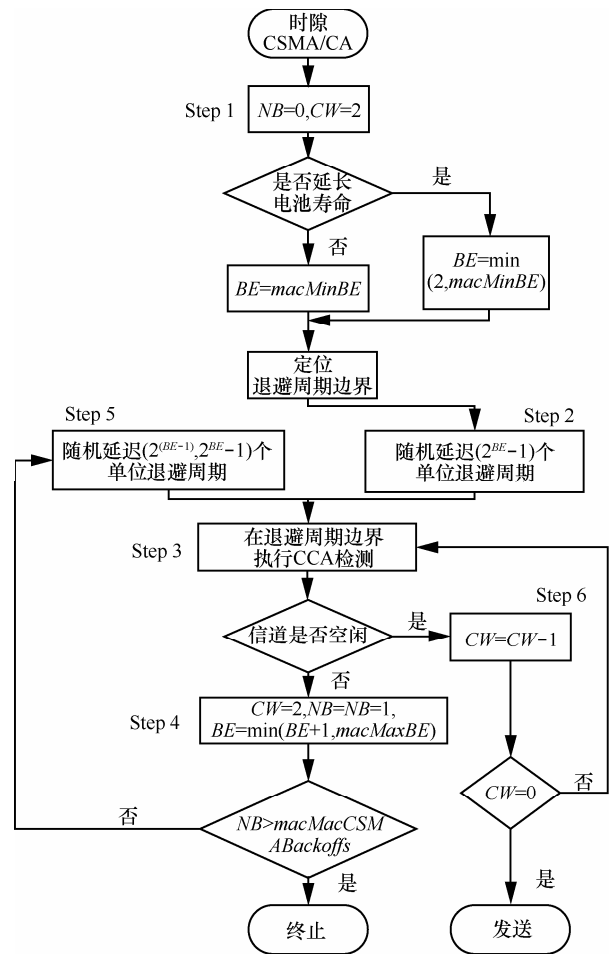 时隙
CSMA/CA
Step 1
NB=0,CW=2
是否延长
电池寿命
是
否
BE=macMinBE
BE=min
(2,macMinBE)
定位
退避周期边界
Step 5
Step 2
随机延迟(2^(BE-1),2^BE-1)个
单位退避周期
随机延迟(2^BE-1)个
单位退避周期
Step 3
在退避周期边界
执行CCA检测
信道是否空闲
是
Step 6
CW=CW-1
否
Step 4
CW=2,NB=NB=1,
BE=min(BE+1,macMaxBE)
CW=0
否
否
NB>macMacCSM
ABackoffs
是
是
终止
发送